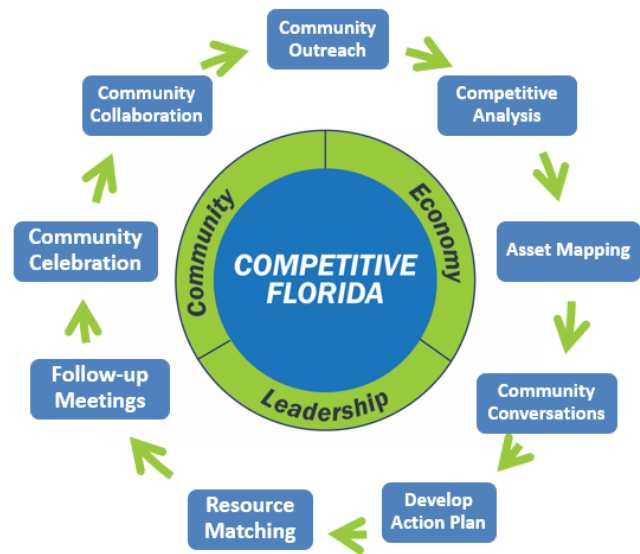 Community
Outreach
Competitive
Analysis
Asset Mapping
Community
Conversations
Develop
Action Plan
Resource
Matching
Follow-up
Meetings
Community
Celebration
Community
Collaboration
COMPETITIVE
FLORIDA
Community
Economy
Leadership